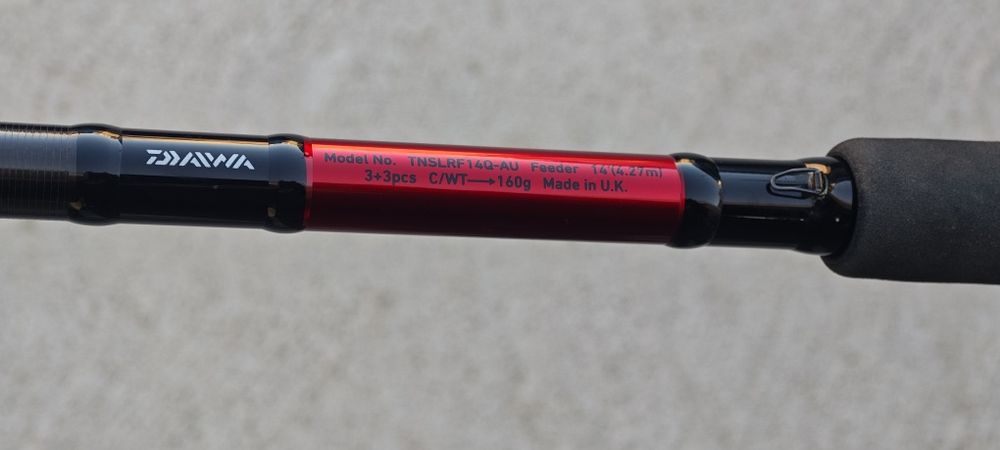 DAIWA
Model No. TNSLRF14Q-AU Feeder 14'(4.27m)
3+3pcs C/WT→160g Made in U.K.